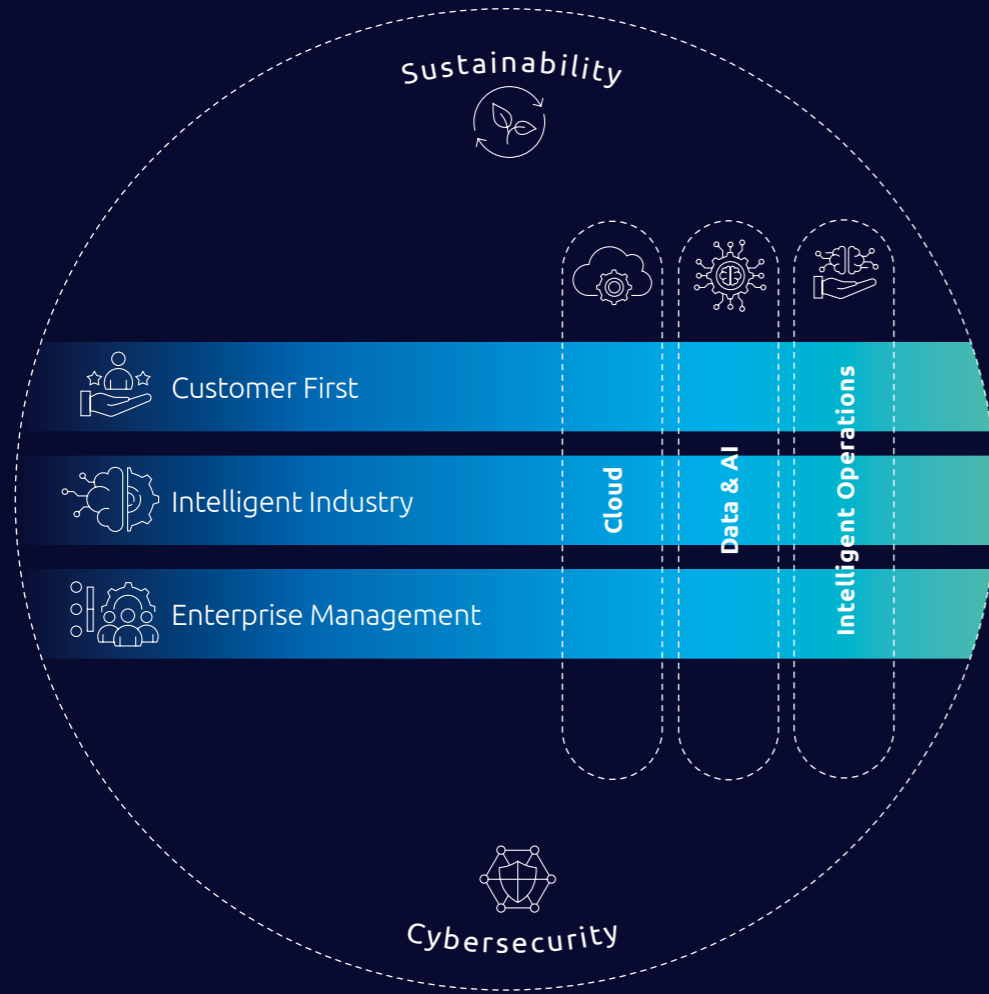 Sustainability
Customer First
Intelligent Industry
Enterprise Management
Cloud
Data & AI
Intelligent Operations
Cybersecurity